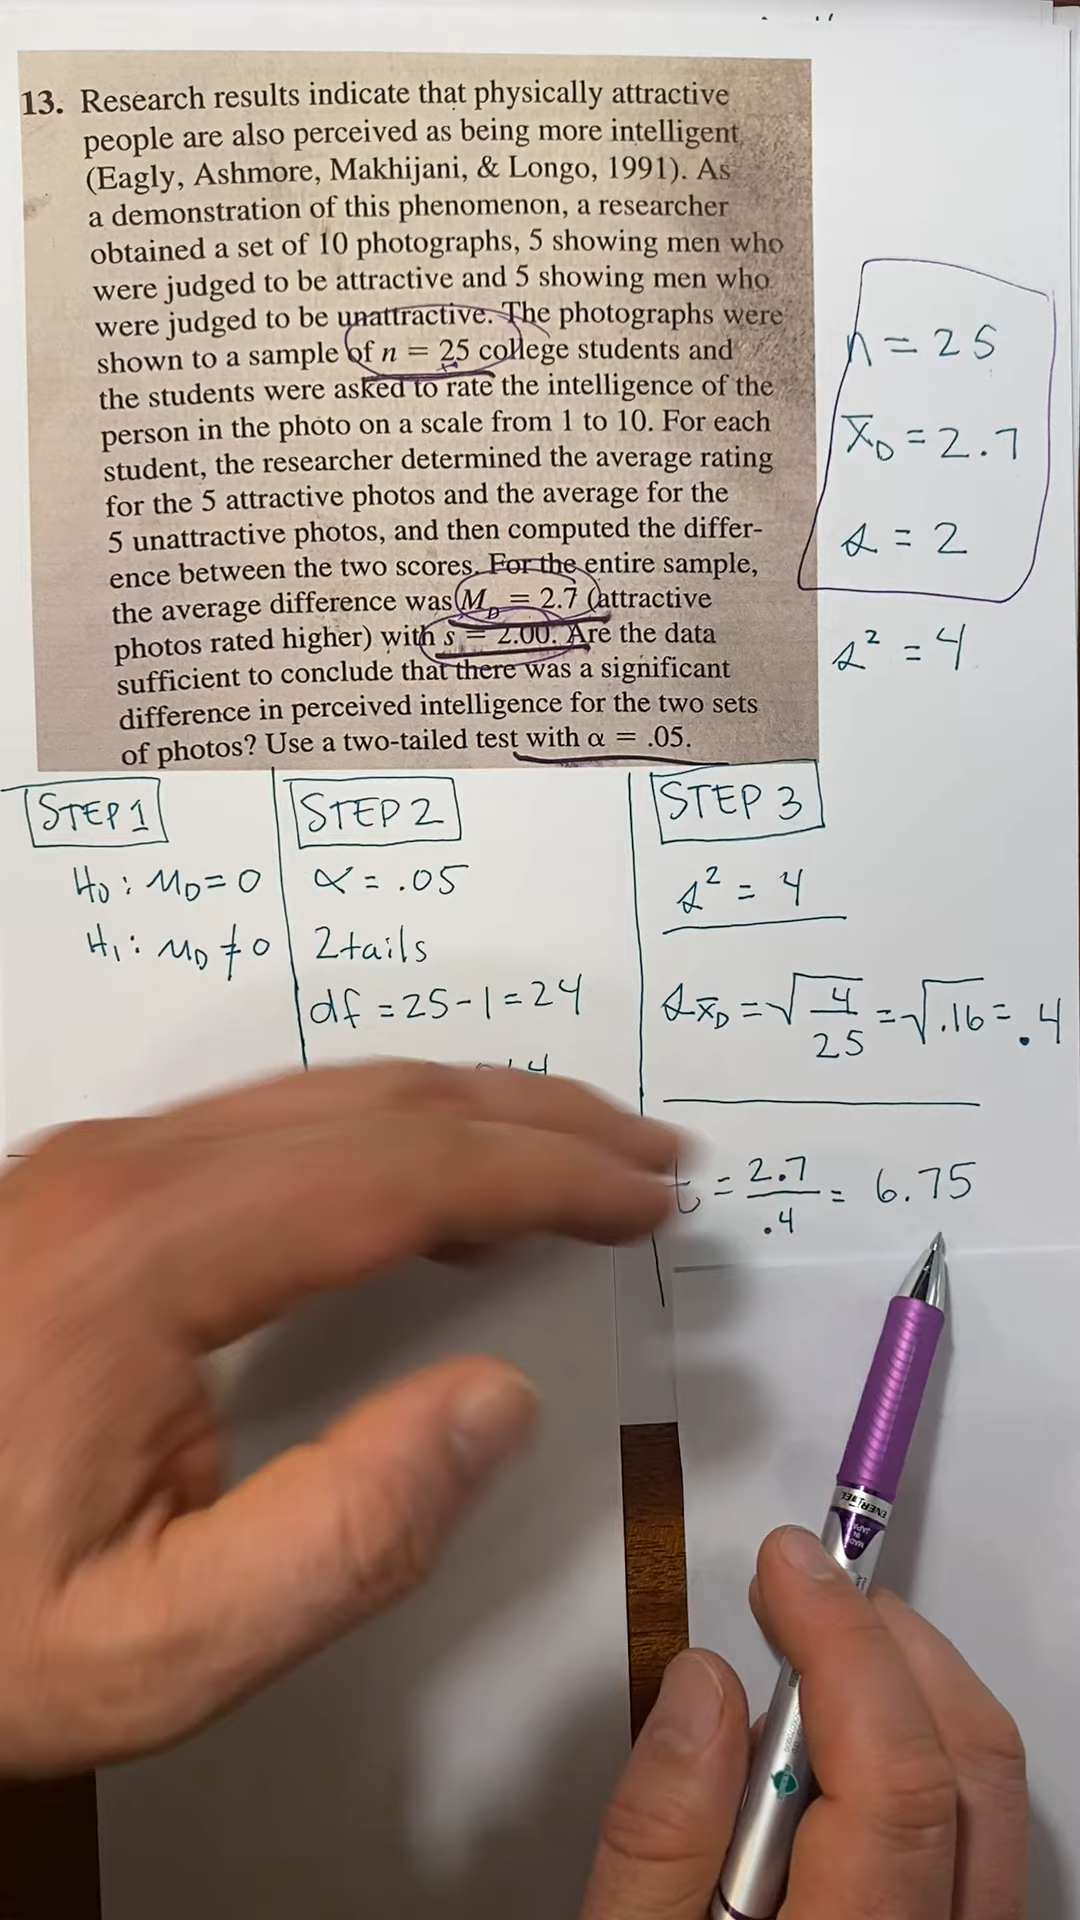 13. Research results indicate that physically attractive
people are also perceived as being more intelligent
(Eagly, Ashmore, Makhijani, & Longo, 1991). As
a demonstration of this phenomenon, a researcher
obtained a set of 10 photographs, 5 showing men who
were judged to be attractive and 5 showing men who
were judged to be unattractive. The photographs were
shown to a sample of n = 25 college students and
the students were asked to rate the intelligence of the
person in the photo on a scale from 1 to 10. For each
student, the researcher determined the average rating
for the 5 attractive photos and the average for the
5 unattractive photos, and then computed the differ-
ence between the two scores. For the entire sample,
the average difference was M_D = 2.7 (attractive
photos rated higher) with s = 2.00. Are the data
sufficient to conclude that there was a significant
difference in perceived intelligence for the two sets
of photos? Use a two-tailed test with α = .05.
n = 25
x̄_D = 2.7
s = 2
s² = 4
STEP 1
H₀ : μ_D = 0
H₁ : μ_D ≠ 0
STEP 2
α = .05
2 tails
df = 25 - 1 = 24
STEP 3
s² = 4
s_x̄_D = √4/25 = √.16 = .4
t = 2.7/.4 = 6.75
EVER